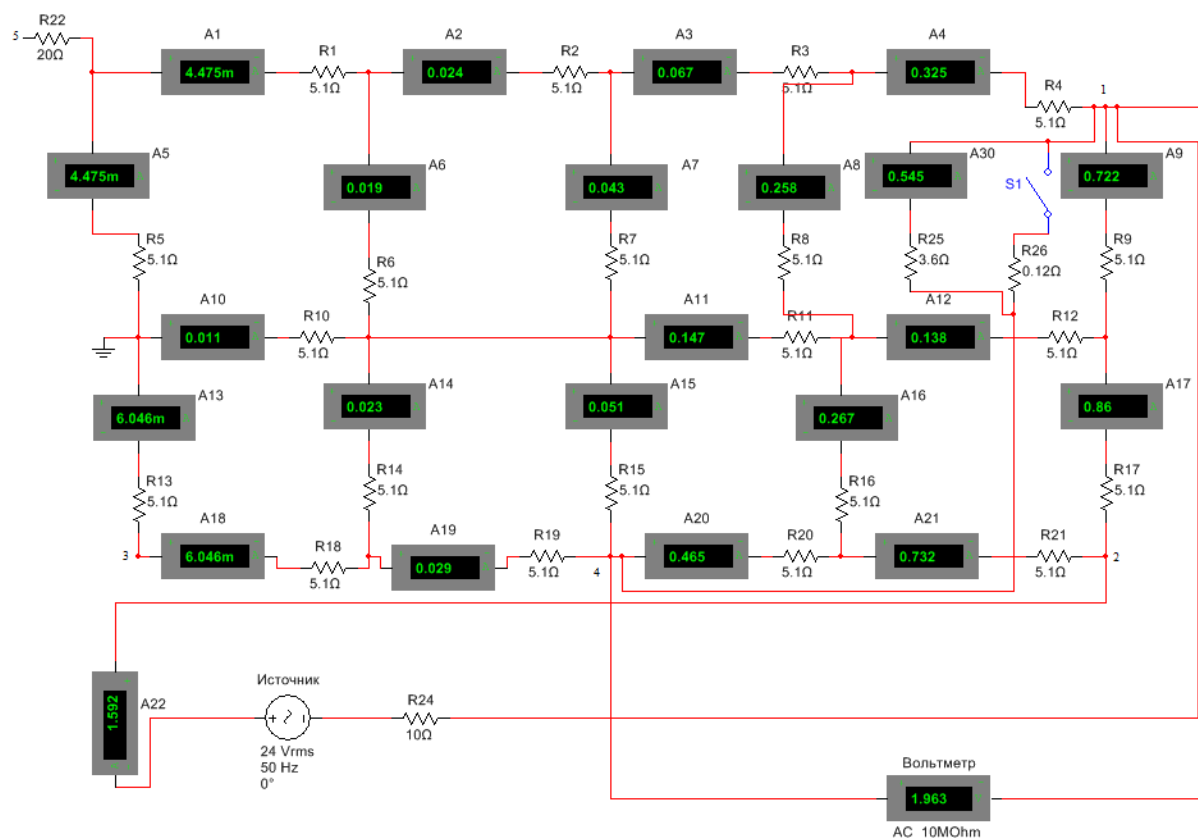 R22
5
20Ω
A1
4.475m
R1
5.1Ω
A2
0.024
R2
5.1Ω
A3
0.067
R3
5.1Ω
A4
0.325
R4
5.1Ω
1
A5
4.475m
A6
0.019
A7
0.043
A8
0.258
A30
0.545
S1
A9
0.722
R5
5.1Ω
R6
5.1Ω
R7
5.1Ω
R8
5.1Ω
R25
3.6Ω
R26
0.12Ω
R9
5.1Ω
A10
0.011
R10
5.1Ω
A11
0.147
R11
5.1Ω
A12
0.138
R12
5.1Ω
A13
6.046m
A14
0.023
A15
0.051
A16
0.267
A17
0.86
R13
5.1Ω
R14
5.1Ω
R15
5.1Ω
R16
5.1Ω
R17
5.1Ω
3
A18
6.046m
R18
5.1Ω
A19
0.029
R19
5.1Ω
4
A20
0.465
R20
5.1Ω
A21
0.732
R21
5.1Ω
2
A22
1.592
Источник
24 Vrms
50 Hz
0°
R24
10Ω
Вольтметр
1.963
AC 10MOhm